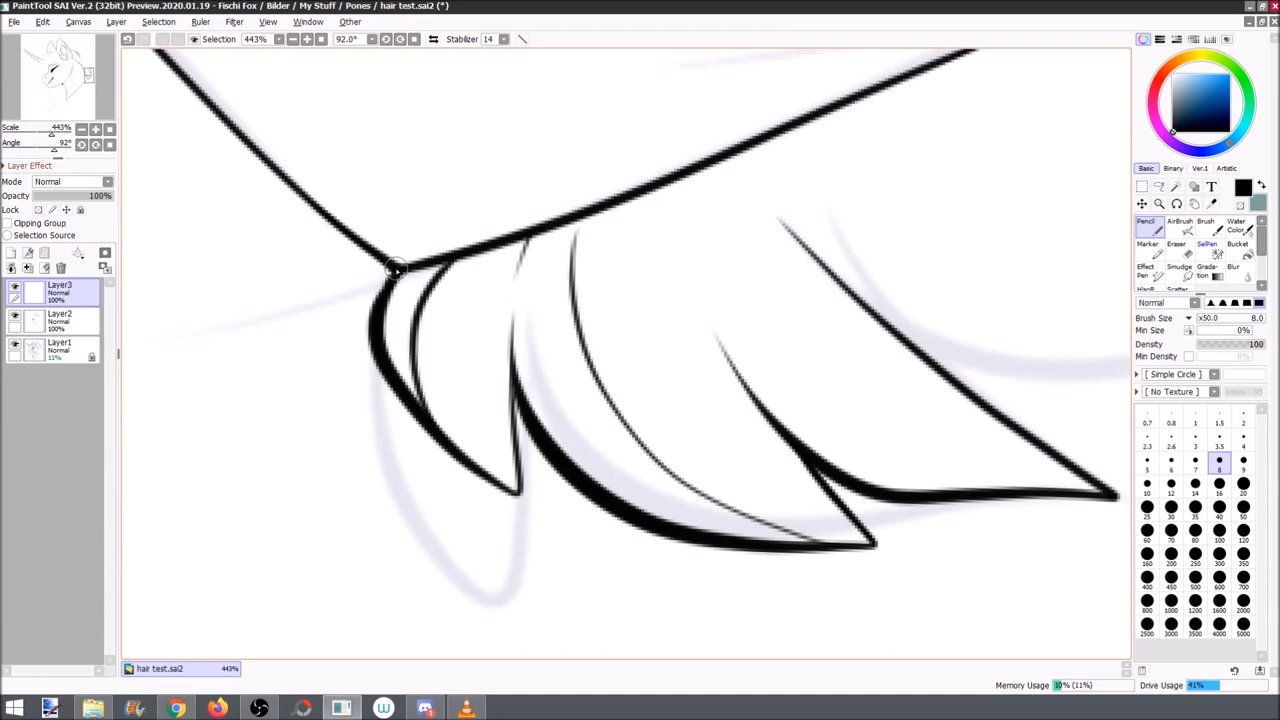 PaintTool SAI Ver.2 (32bit) Preview.2020.01.19 - Fischi Fox / Bilder / My Stuff / Pones / hair test.sai2 (*)
File Edit Canvas Layer Selection Ruler Filter View Window Other
Selection 443% 92.0° Stabilizer 14
Scale 443%
Angle 92°
Layer Effect
Mode Normal
Opacity 100%
Lock
Clipping Group
Selection Source
Layer3
Normal
100%
Layer2
Normal
100%
Layer1
Normal
11%
Basic Binary Ver.1 Artistic
Pencil AirBrush Brush Water Color
Marker Eraser SelPen Bucket
Effect Pen Smudge Grada-tion Blur
Scatter
Normal
Brush Size x50.0 8.0
Min Size 0%
Density 100
Min Density
[ Simple Circle ]
[ No Texture ]
0.7 0.8 1 1.5 2
2.3 2.6 3 3.5 4
5 6 7 8 9
10 12 14 16 20
25 30 35 40 50
60 70 80 100 120
160 200 250 300 350
400 450 500 600 700
800 1000 1200 1600 2000
2500 3000 3500 4000 5000
hair test.sai2 443%
Memory Usage 10% (11%) Drive Usage 41%